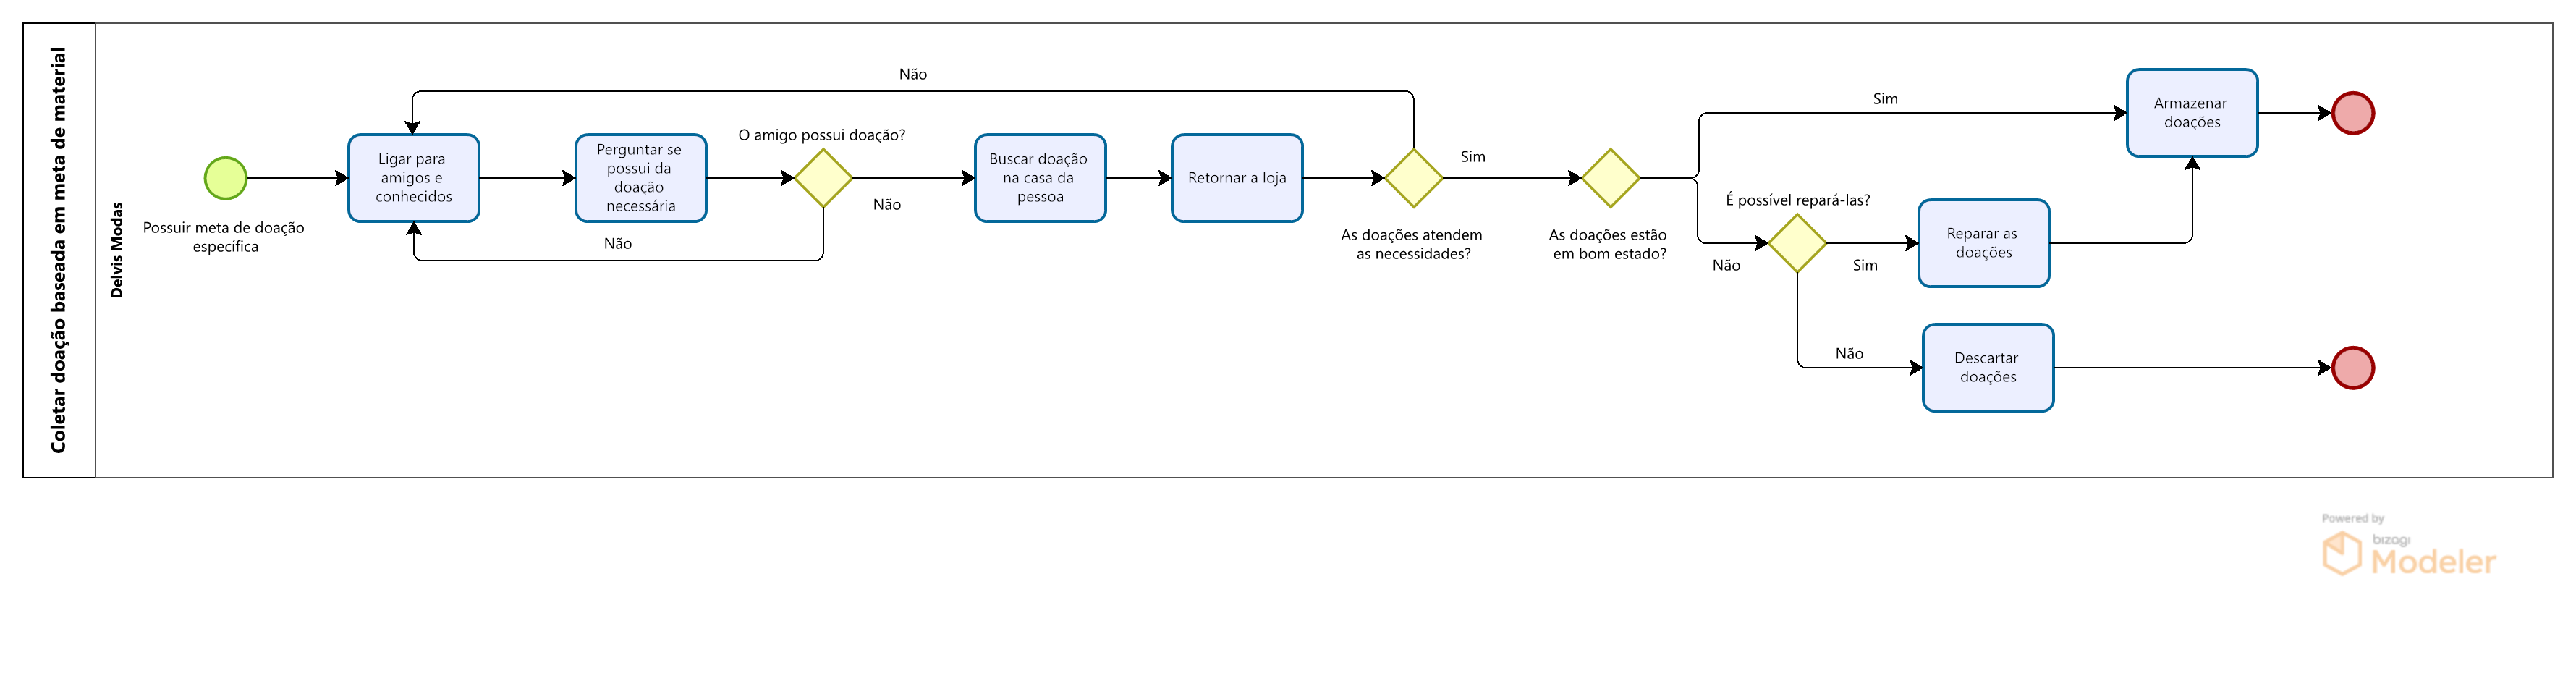 Coletar doação baseada em meta de material
Delvis Modas
Possuir meta de doação
específica
Ligar para
amigos e
conhecidos
Perguntar se
possui da
doação
necessária
O amigo possui doação?
Não
Não
Não
Buscar doação
na casa da
pessoa
Retornar a loja
As doações atendem
as necessidades?
Sim
As doações estão
em bom estado?
Sim
Não
É possível repará-las?
Sim
Não
Reparar as
doações
Armazenar
doações
Descartar
doações
Powered by
bizagi
Modeler